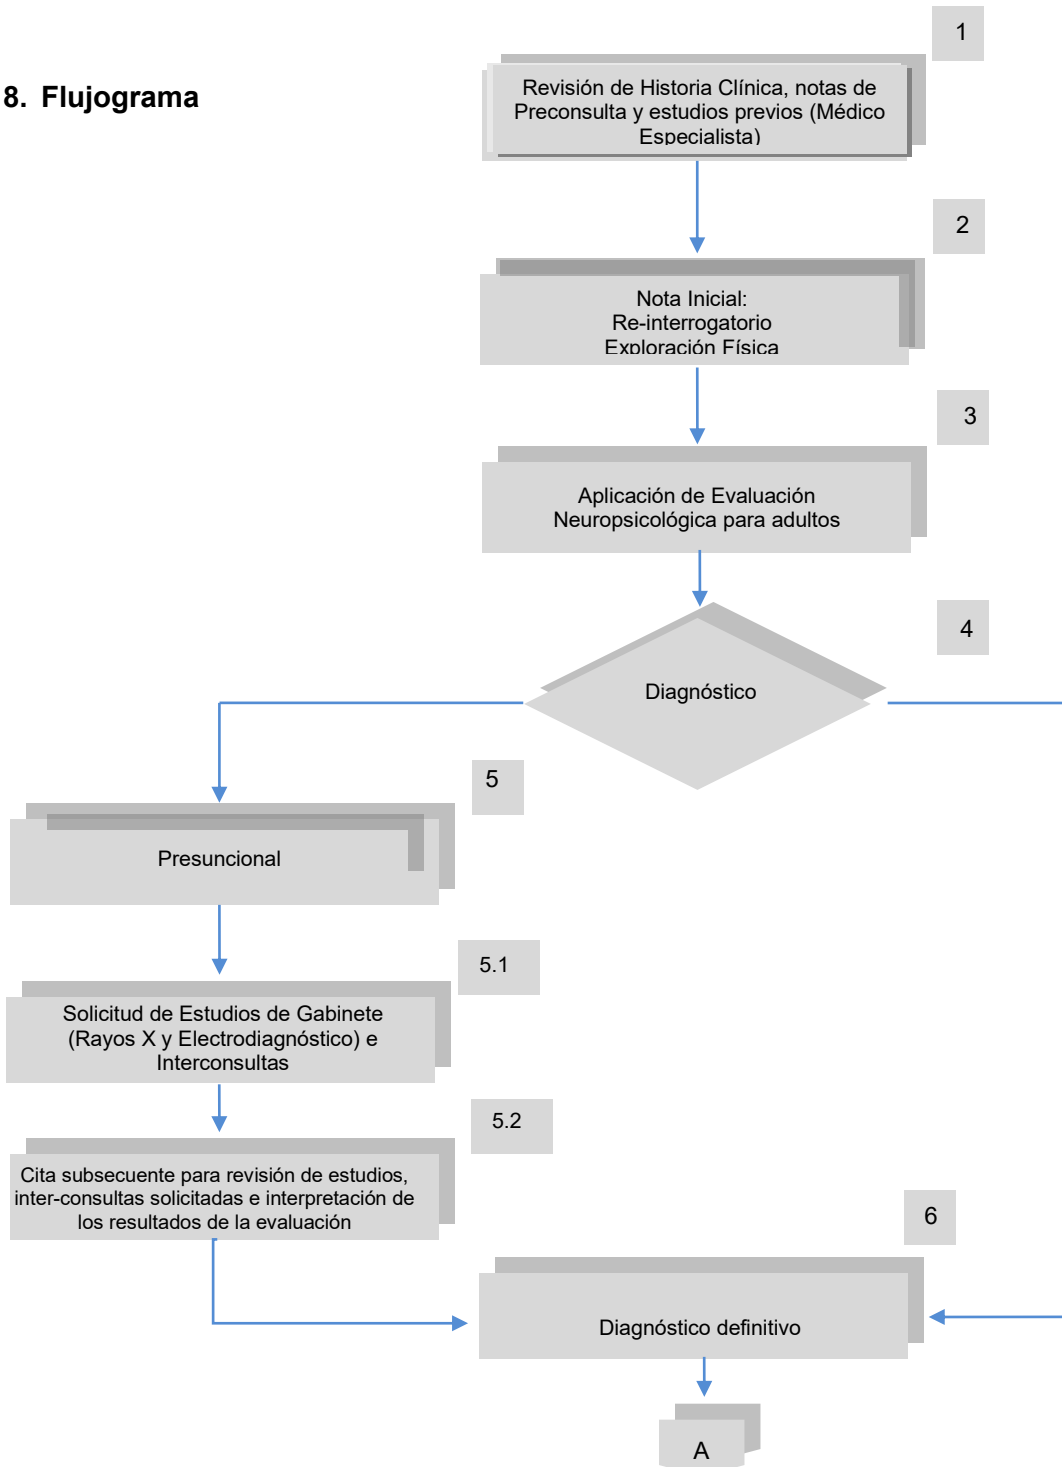 1
8. Flujograma
Revisión de Historia Clínica, notas de
Preconsulta y estudios previos (Médico
Especialista)
2
Nota Inicial:
Re-interrogatorio
Exploración Física
3
Aplicación de Evaluación
Neuropsicológica para adultos
4
Diagnóstico
5
Presuncional
5.1
Solicitud de Estudios de Gabinete
(Rayos X y Electrodiagnóstico) e
Interconsultas
5.2
Cita subsecuente para revisión de estudios,
inter-consultas solicitadas e interpretación de
los resultados de la evaluación
6
Diagnóstico definitivo
A